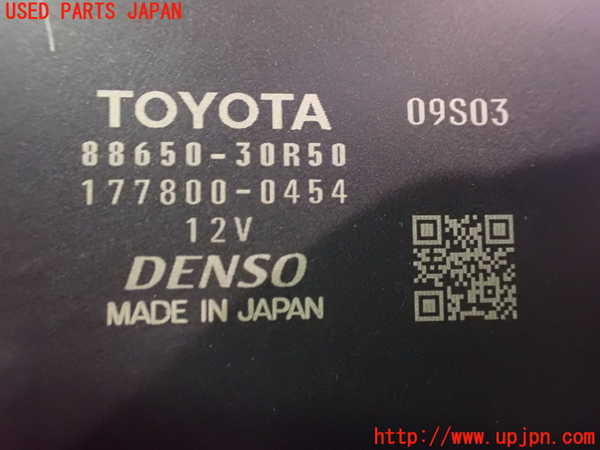 USED PARTS JAPAN
TOYOTA 09S03
88650-30R50
177800-0454
12V
DENSO
MADE IN JAPAN
http://www.upjpn.com/